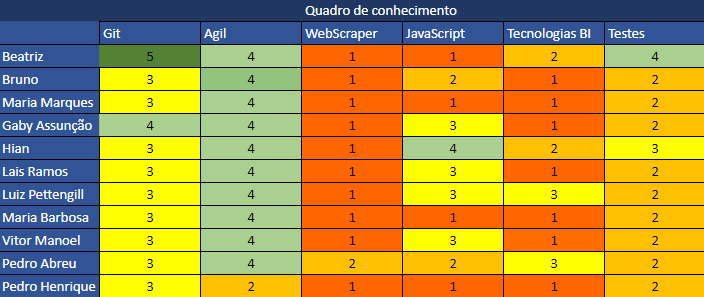 Quadro de conhecimento
Git Agil WebScraper JavaScript Tecnologias BI Testes
Beatriz 5 4 1 1 2 4
Bruno 3 4 1 2 1 2
Maria Marques 3 4 1 1 1 2
Gaby Assunção 4 4 1 3 1 2
Hian 3 4 1 4 2 3
Lais Ramos 3 4 1 3 1 2
Luiz Pettengill 3 4 1 3 3 2
Maria Barbosa 3 4 1 1 1 2
Vitor Manoel 3 4 1 3 1 2
Pedro Abreu 3 4 2 2 3 2
Pedro Henrique 3 2 1 1 1 2